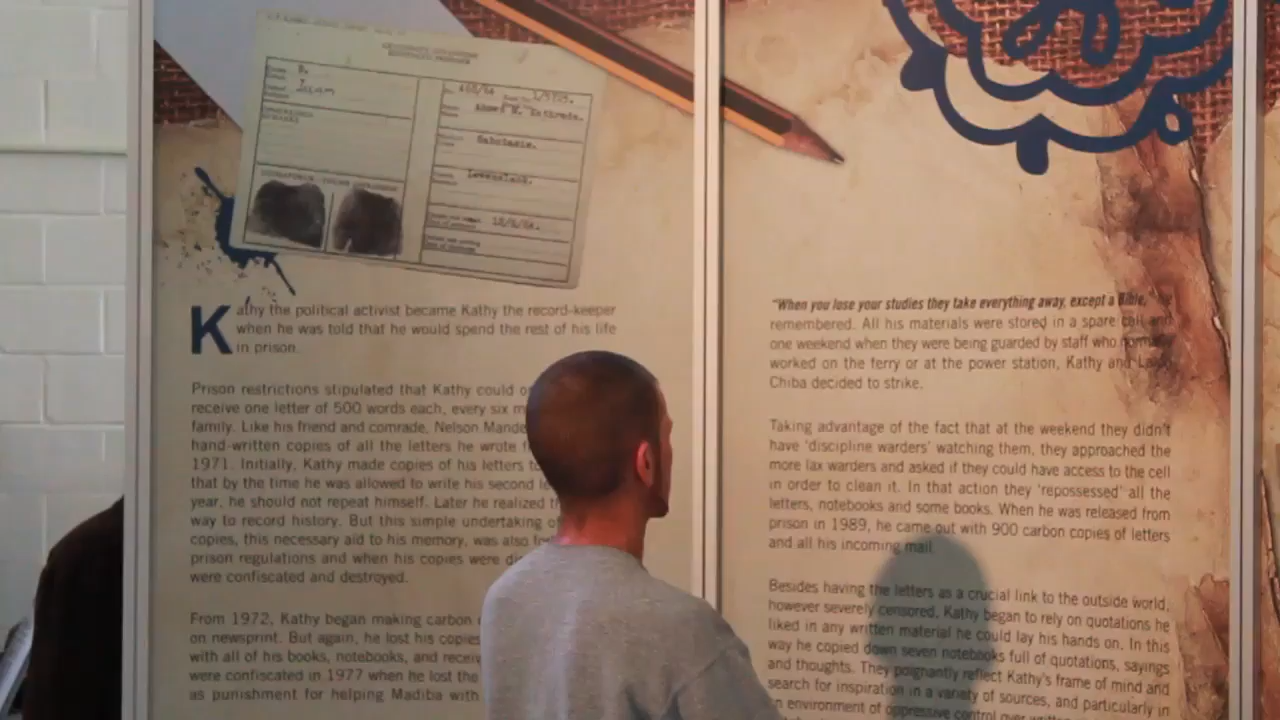 Ahmed M. Kathrada.
Sabotasie.
Levenslank.
12/6/64.
Kathy the political activist became Kathy the record-keeper
when he was told that he would spend the rest of his life
in prison.
Prison restrictions stipulated that Kathy could
receive one letter of 500 words each, every six
family. Like his friend and comrade, Nelson
hand-written copies of all the letters he wrote
1971. Initially, Kathy made copies of his letters
that by the time he was allowed to write his second
year, he should not repeat himself. Later he realized
way to record history. But this simple undertaking
copies, this necessary aid to his memory, was also
prison regulations and when his copies were
were confiscated and destroyed.
From 1972, Kathy began making carbon
on newsprint. But again, he lost his copies
with all of his books, notebooks, and
were confiscated in 1977 when he lost the
as punishment for helping Madiba with
"When you lose your studies they take everything away, except a Bible," he
remembered. All his materials were stored in a spare cell and
one weekend when they were being guarded by staff who normally
worked on the ferry or at the power station, Kathy and Laloo
Chiba decided to strike.
Taking advantage of the fact that at the weekend they didn't
have 'discipline warders' watching them, they approached the
more lax warders and asked if they could have access to the cell
in order to clean it. In that action they 'repossessed' all the
letters, notebooks and some books. When he was released from
prison in 1989, he came out with 900 carbon copies of letters
and all his incoming mail.
Besides having the letters as a crucial link to the outside world,
however severely censored, Kathy began to rely on quotations he
liked in any written material he could lay his hands on. In this
way he copied down seven notebooks full of quotations, sayings
and thoughts. They poignantly reflect Kathy's frame of mind and
search for inspiration in a variety of sources, and particularly in
an environment of oppressive control over